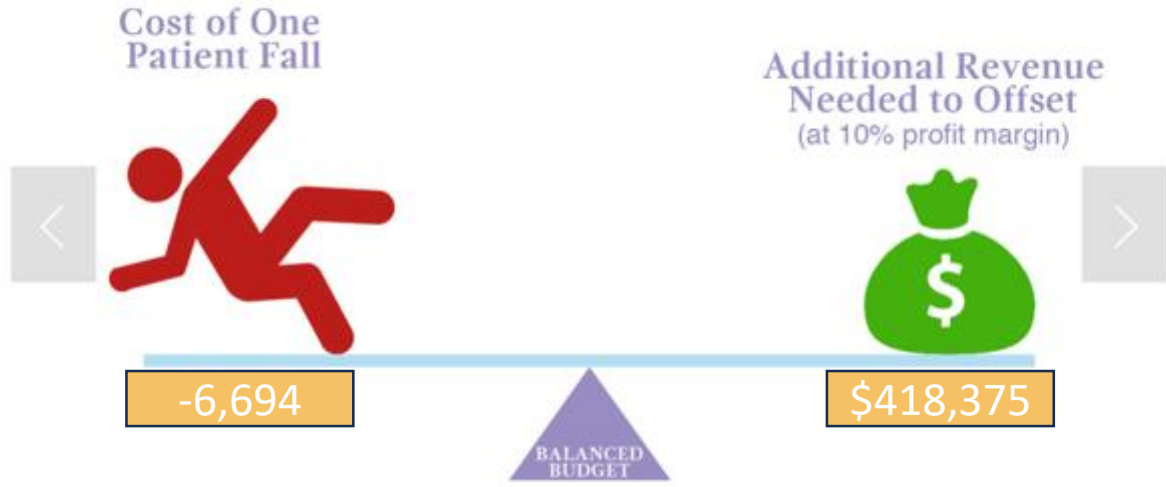 Cost of One
Patient Fall
Additional Revenue
Needed to Offset
(at 10% profit margin)
$
-6,694
$418,375
BALANCED
BUDGET